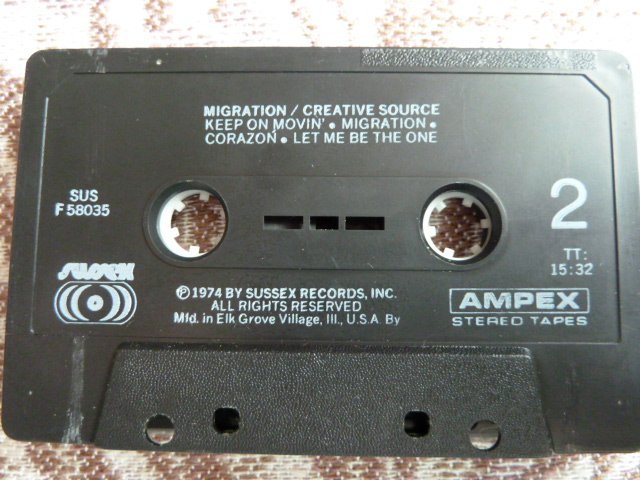 MIGRATION / CREATIVE SOURCE
KEEP ON MOVIN' • MIGRATION •
CORAZON • LET ME BE THE ONE
SUS
F 58035
2
TT:
15:32
SUSSEX
℗ 1974 BY SUSSEX RECORDS, INC.
ALL RIGHTS RESERVED
Mfd. in Elk Grove Village, Ill., U.S.A. By
AMPEX
STEREO TAPES